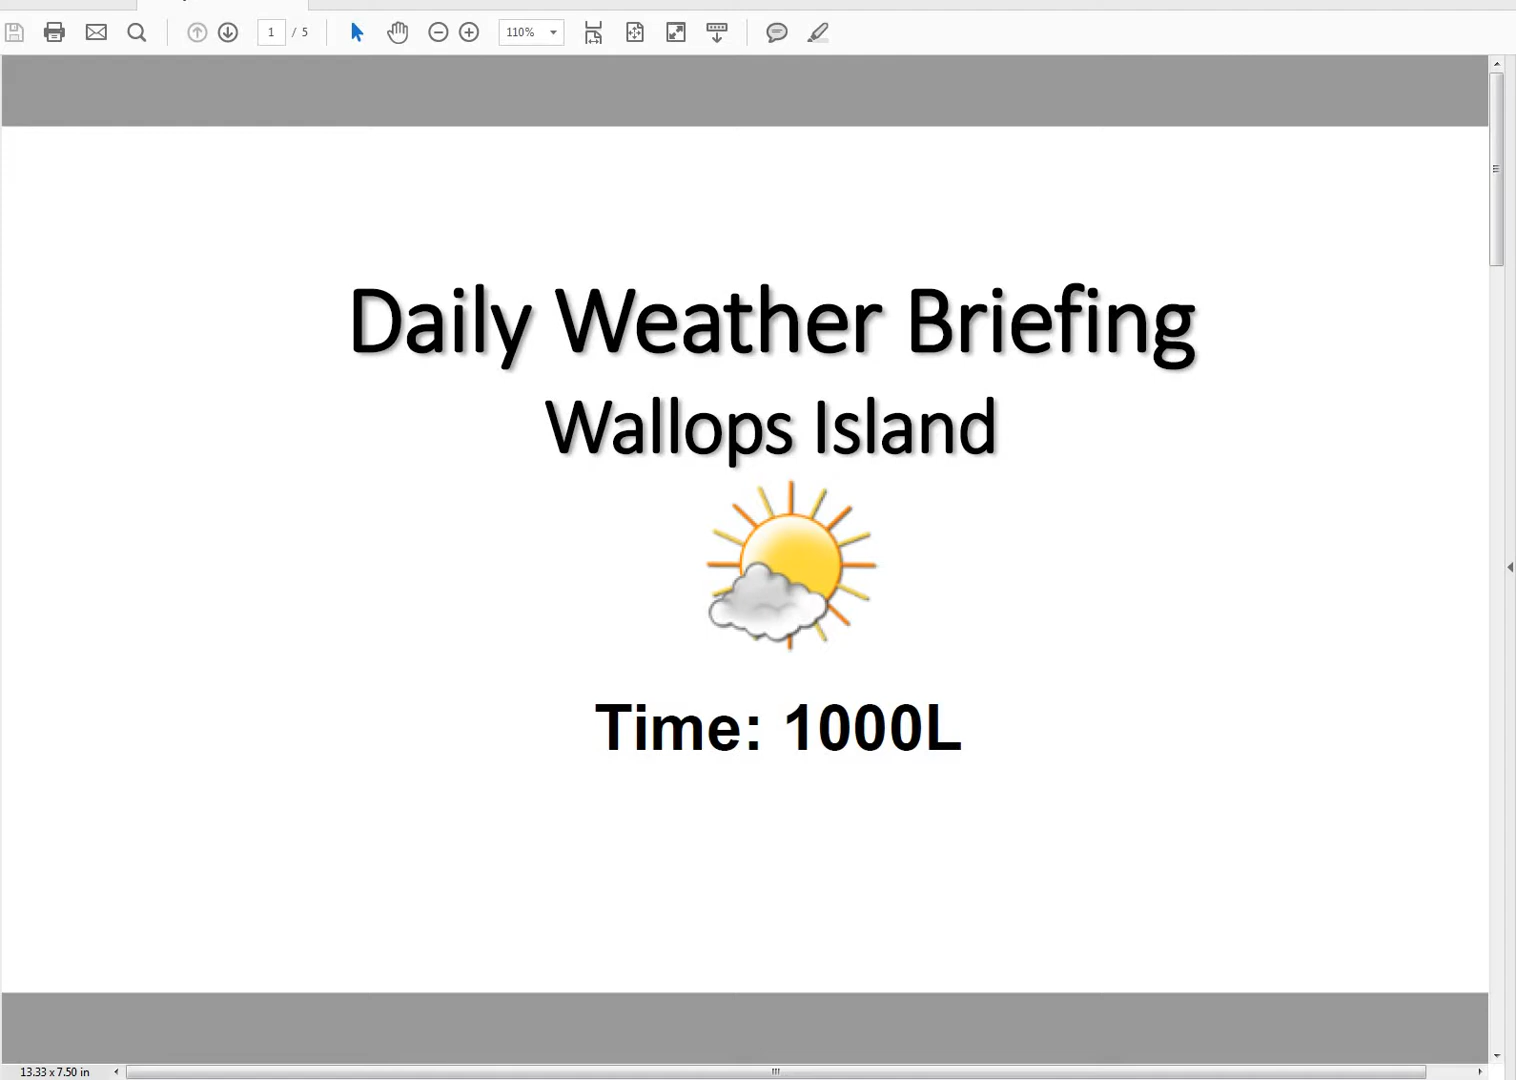 1 / 5
110%
Daily Weather Briefing
Wallops Island
Time: 1000L
13.33 x 7.50 in